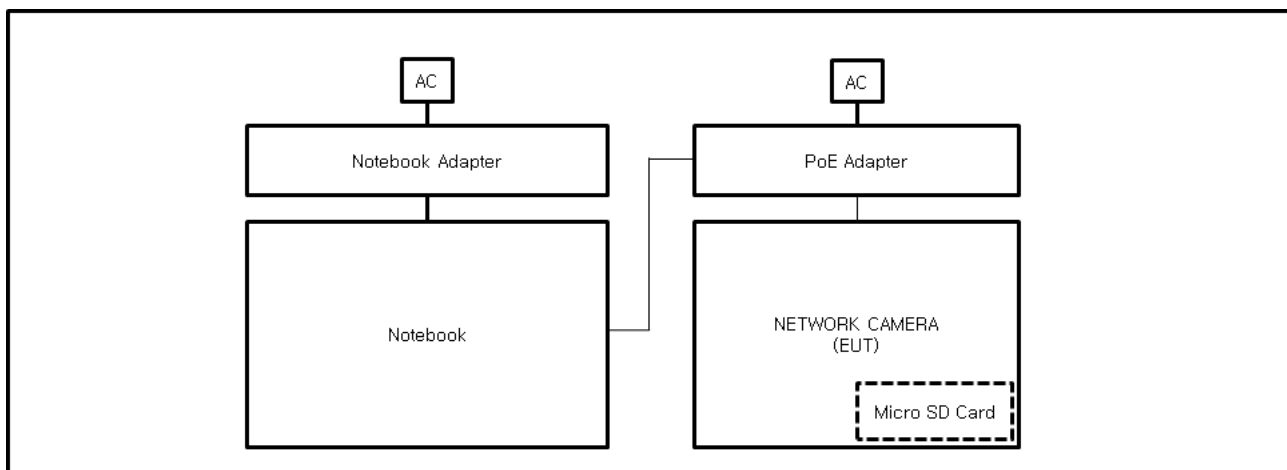 AC
AC
Notebook Adapter
PoE Adapter
Notebook
NETWORK CAMERA
(EUT)
Micro SD Card